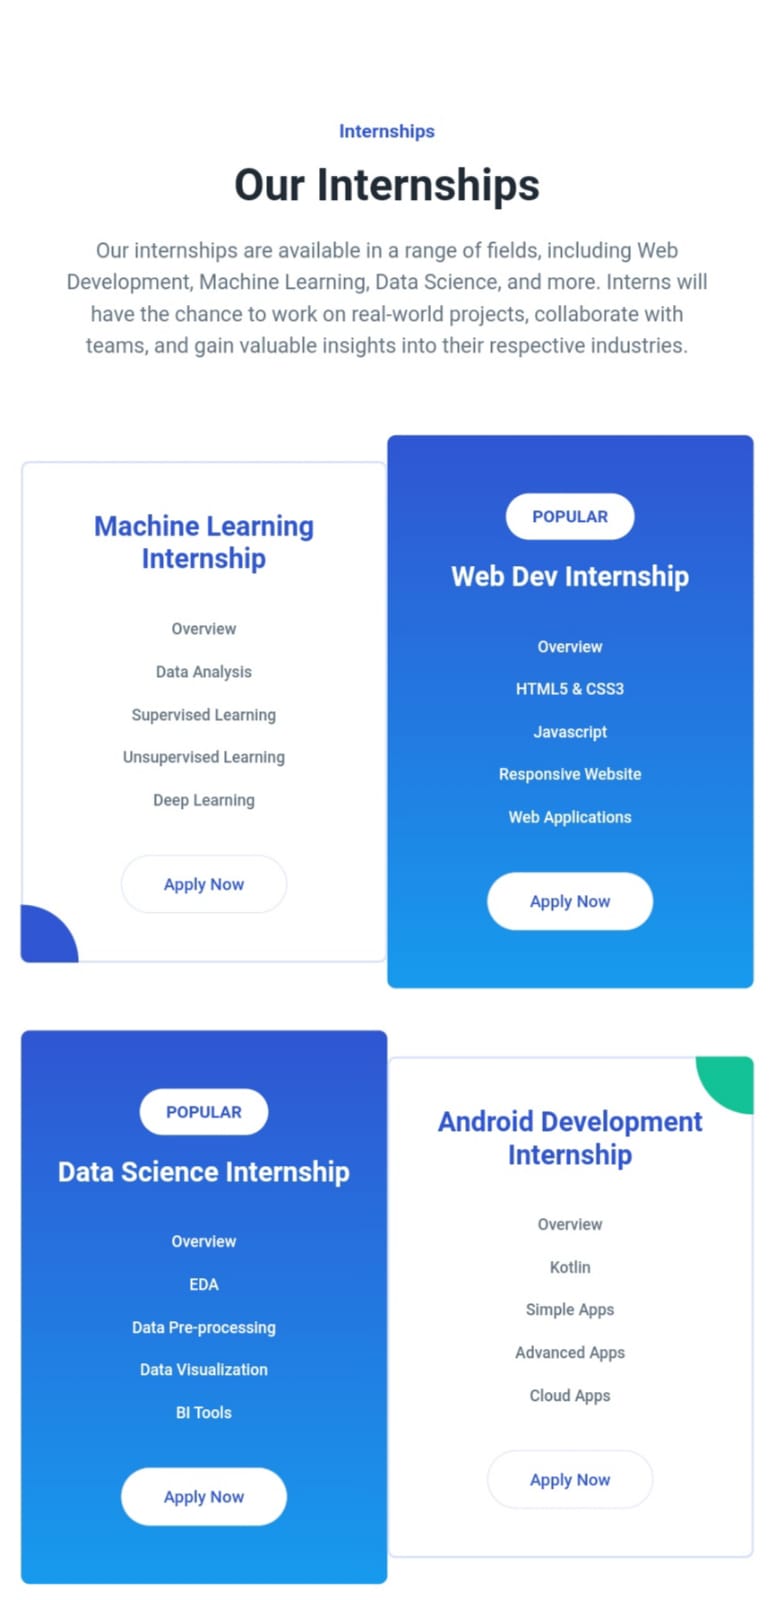 Internships
Our Internships
Our internships are available in a range of fields, including Web
Development, Machine Learning, Data Science, and more. Interns will
have the chance to work on real-world projects, collaborate with
teams, and gain valuable insights into their respective industries.
Machine Learning
Internship
Overview
Data Analysis
Supervised Learning
Unsupervised Learning
Deep Learning
Apply Now
POPULAR
Web Dev Internship
Overview
HTML5 & CSS3
Javascript
Responsive Website
Web Applications
Apply Now
POPULAR
Data Science Internship
Overview
EDA
Data Pre-processing
Data Visualization
BI Tools
Apply Now
Android Development
Internship
Overview
Kotlin
Simple Apps
Advanced Apps
Cloud Apps
Apply Now